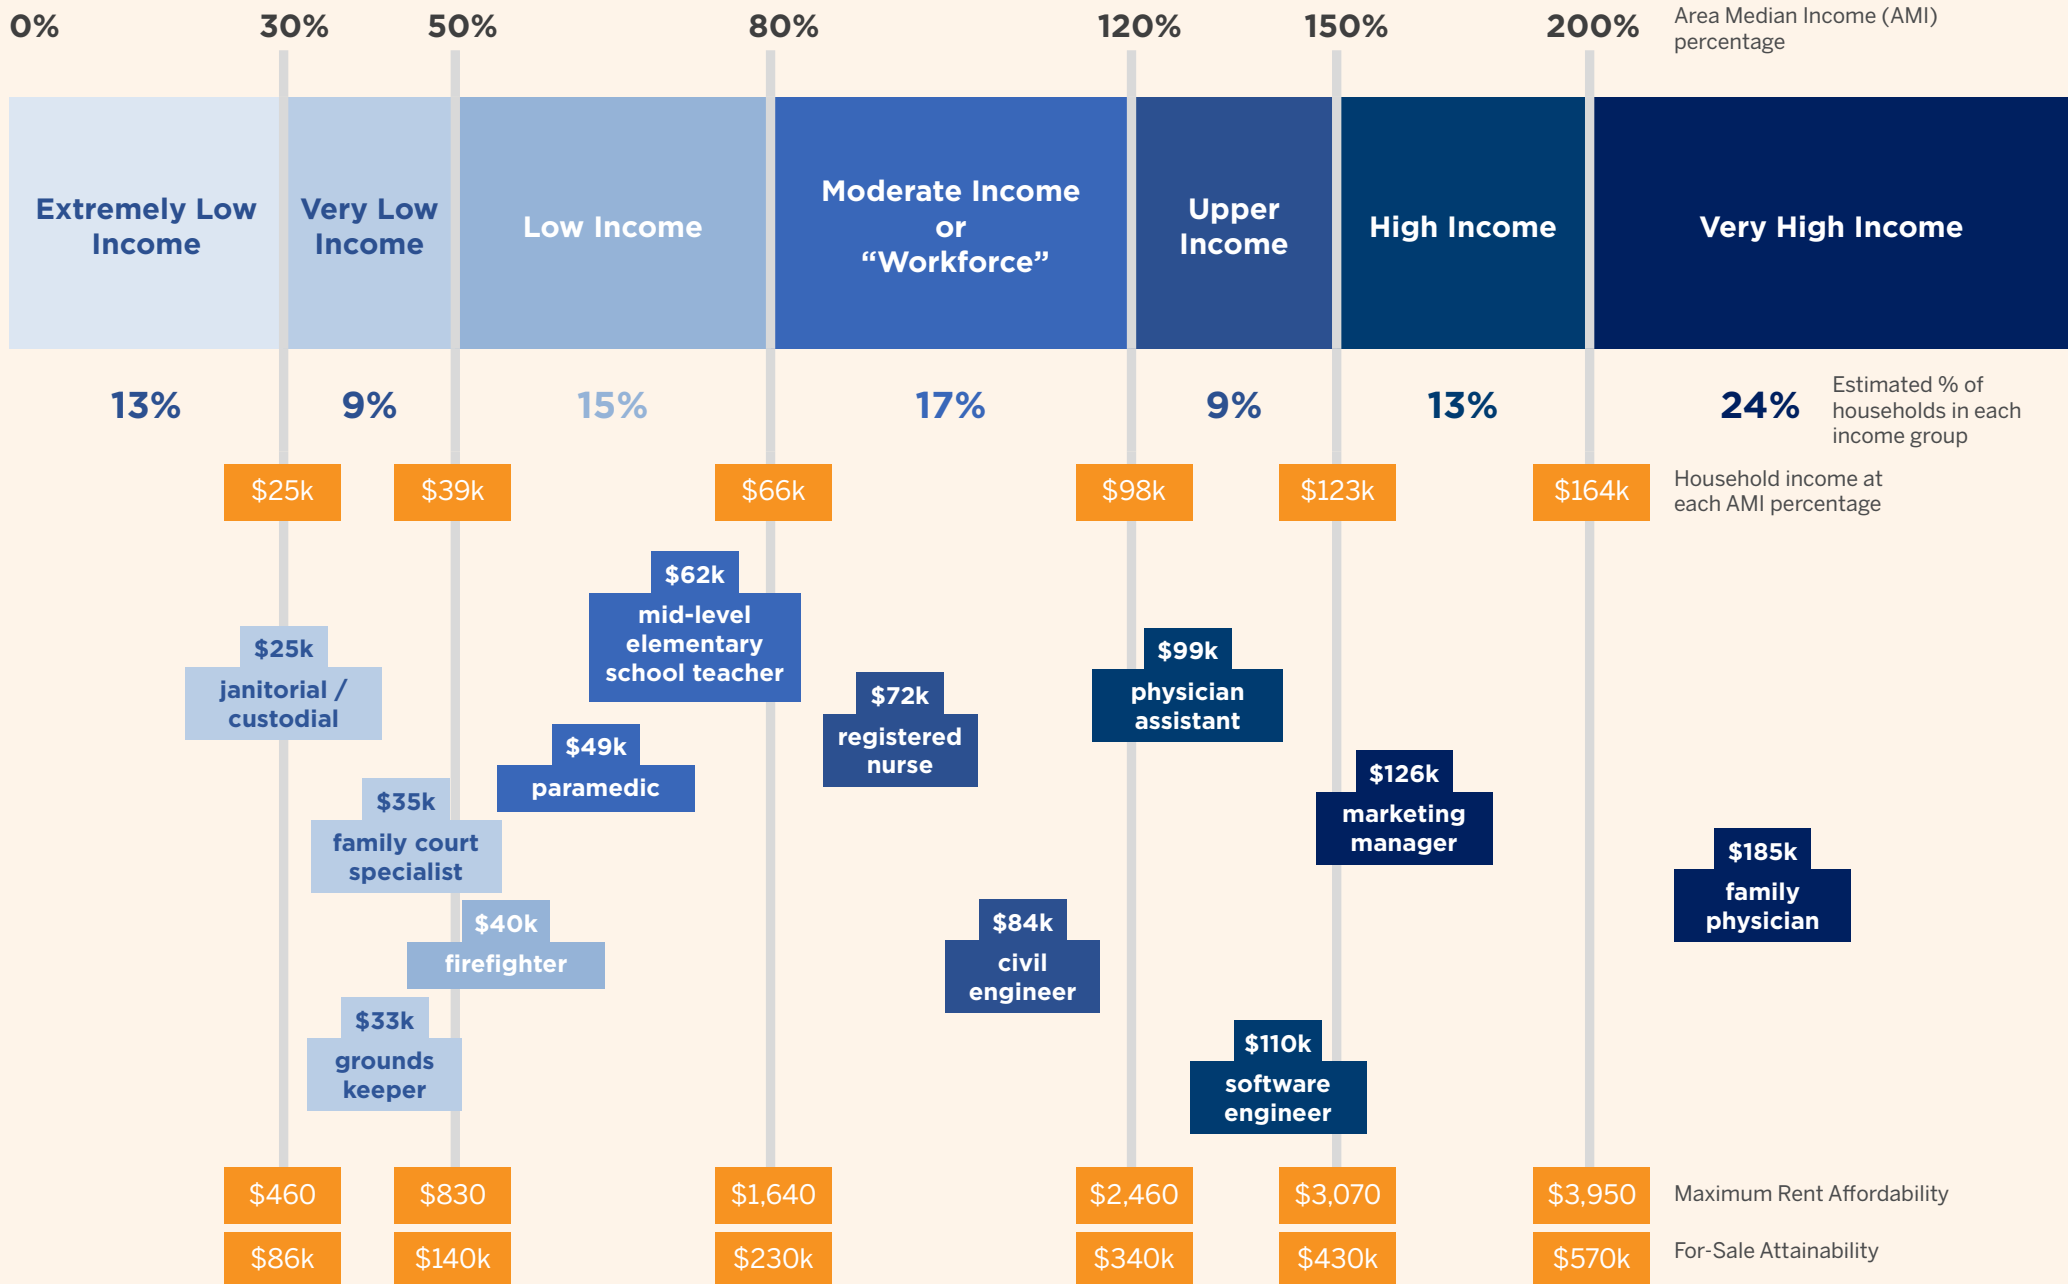 0%
30%
50%
80%
120%
150%
200%
Area Median Income (AMI)
percentage
Extremely Low
Income
Very Low
Income
Low Income
Moderate Income
or
“Workforce”
Upper
Income
High Income
Very High Income
13%
9%
15%
17%
9%
13%
24%
Estimated % of
households in each
income group
$25k
$39k
$66k
$98k
$123k
$164k
Household income at
each AMI percentage
$62k
mid-level
elementary
school teacher
$25k
janitorial /
custodial
$99k
physician
assistant
$72k
registered
nurse
$49k
paramedic
$126k
marketing
manager
$35k
family court
specialist
$185k
family
physician
$40k
firefighter
$84k
civil
engineer
$33k
grounds
keeper
$110k
software
engineer
$460
$830
$1,640
$2,460
$3,070
$3,950
Maximum Rent Affordability
$86k
$140k
$230k
$340k
$430k
$570k
For-Sale Attainability